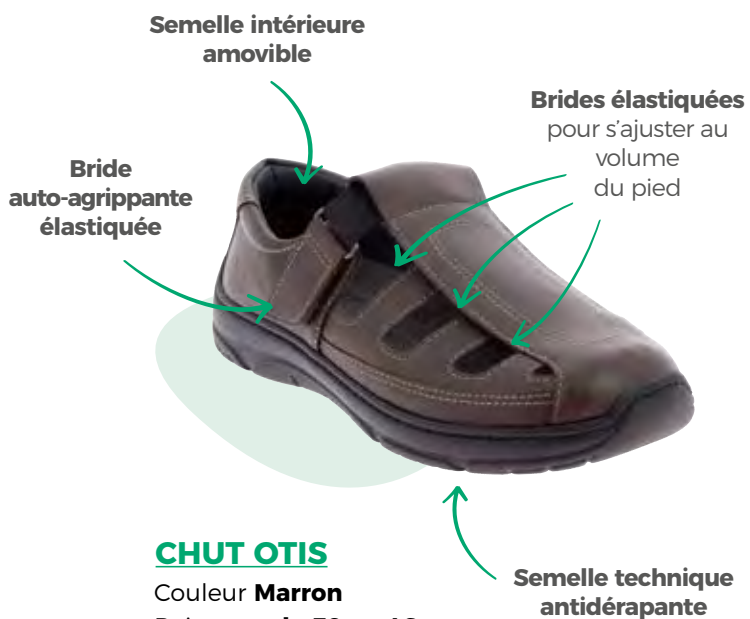 Semelle intérieure
amovible
Brides élastiquées
pour s'ajuster au
volume
du pied
Bride
auto-agrippante
élastiquée
CHUT OTIS
Couleur Marron
Semelle technique
antidérapante